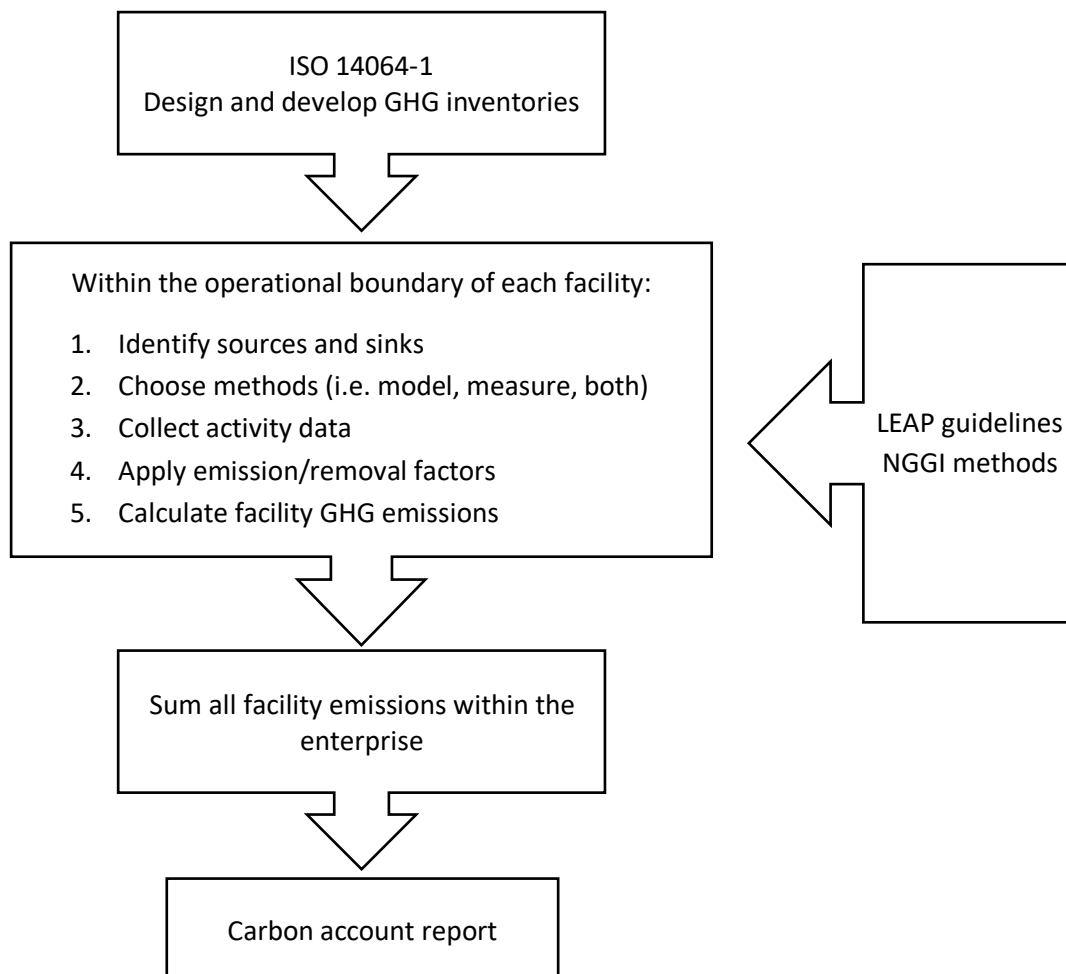 ISO 14064-1
Design and develop GHG inventories
Within the operational boundary of each facility:
1. Identify sources and sinks
2. Choose methods (i.e. model, measure, both)
3. Collect activity data
4. Apply emission/removal factors
5. Calculate facility GHG emissions
LEAP guidelines
NGGI methods
Sum all facility emissions within the
enterprise
Carbon account report